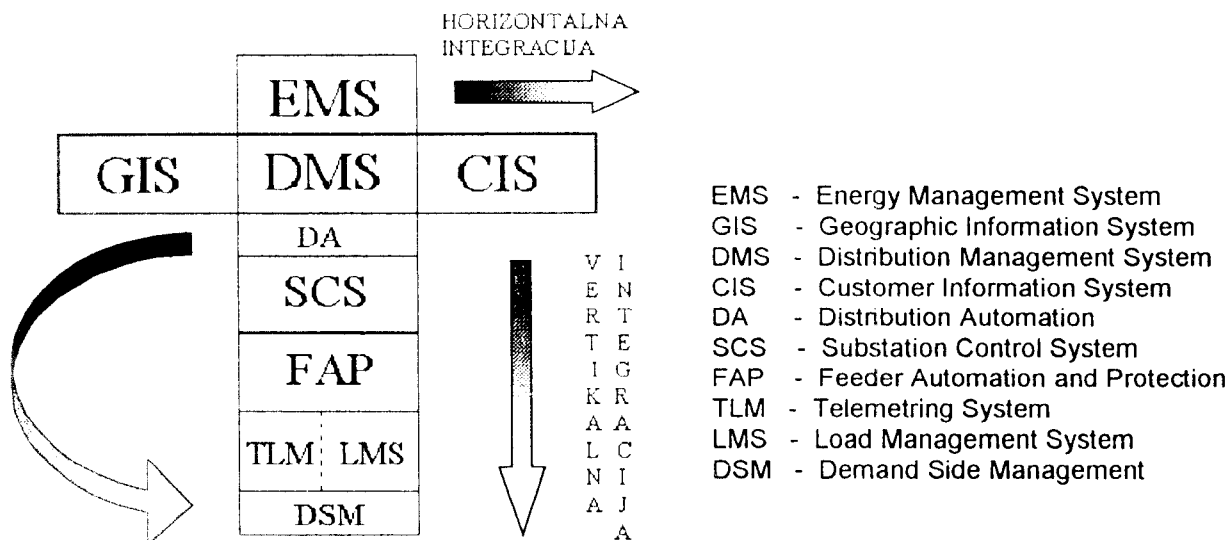 HORIZONTALNA
INTEGRACIJA
EMS
GIS DMS CIS
DA
SCS
FAP
TLM LMS
DSM
VERTIKALNA
INTEGRACIJA
EMS - Energy Management System
GIS - Geographic Information System
DMS - Distribution Management System
CIS - Customer Information System
DA - Distribution Automation
SCS - Substation Control System
FAP - Feeder Automation and Protection
TLM - Telemetring System
LMS - Load Management System
DSM - Demand Side Management